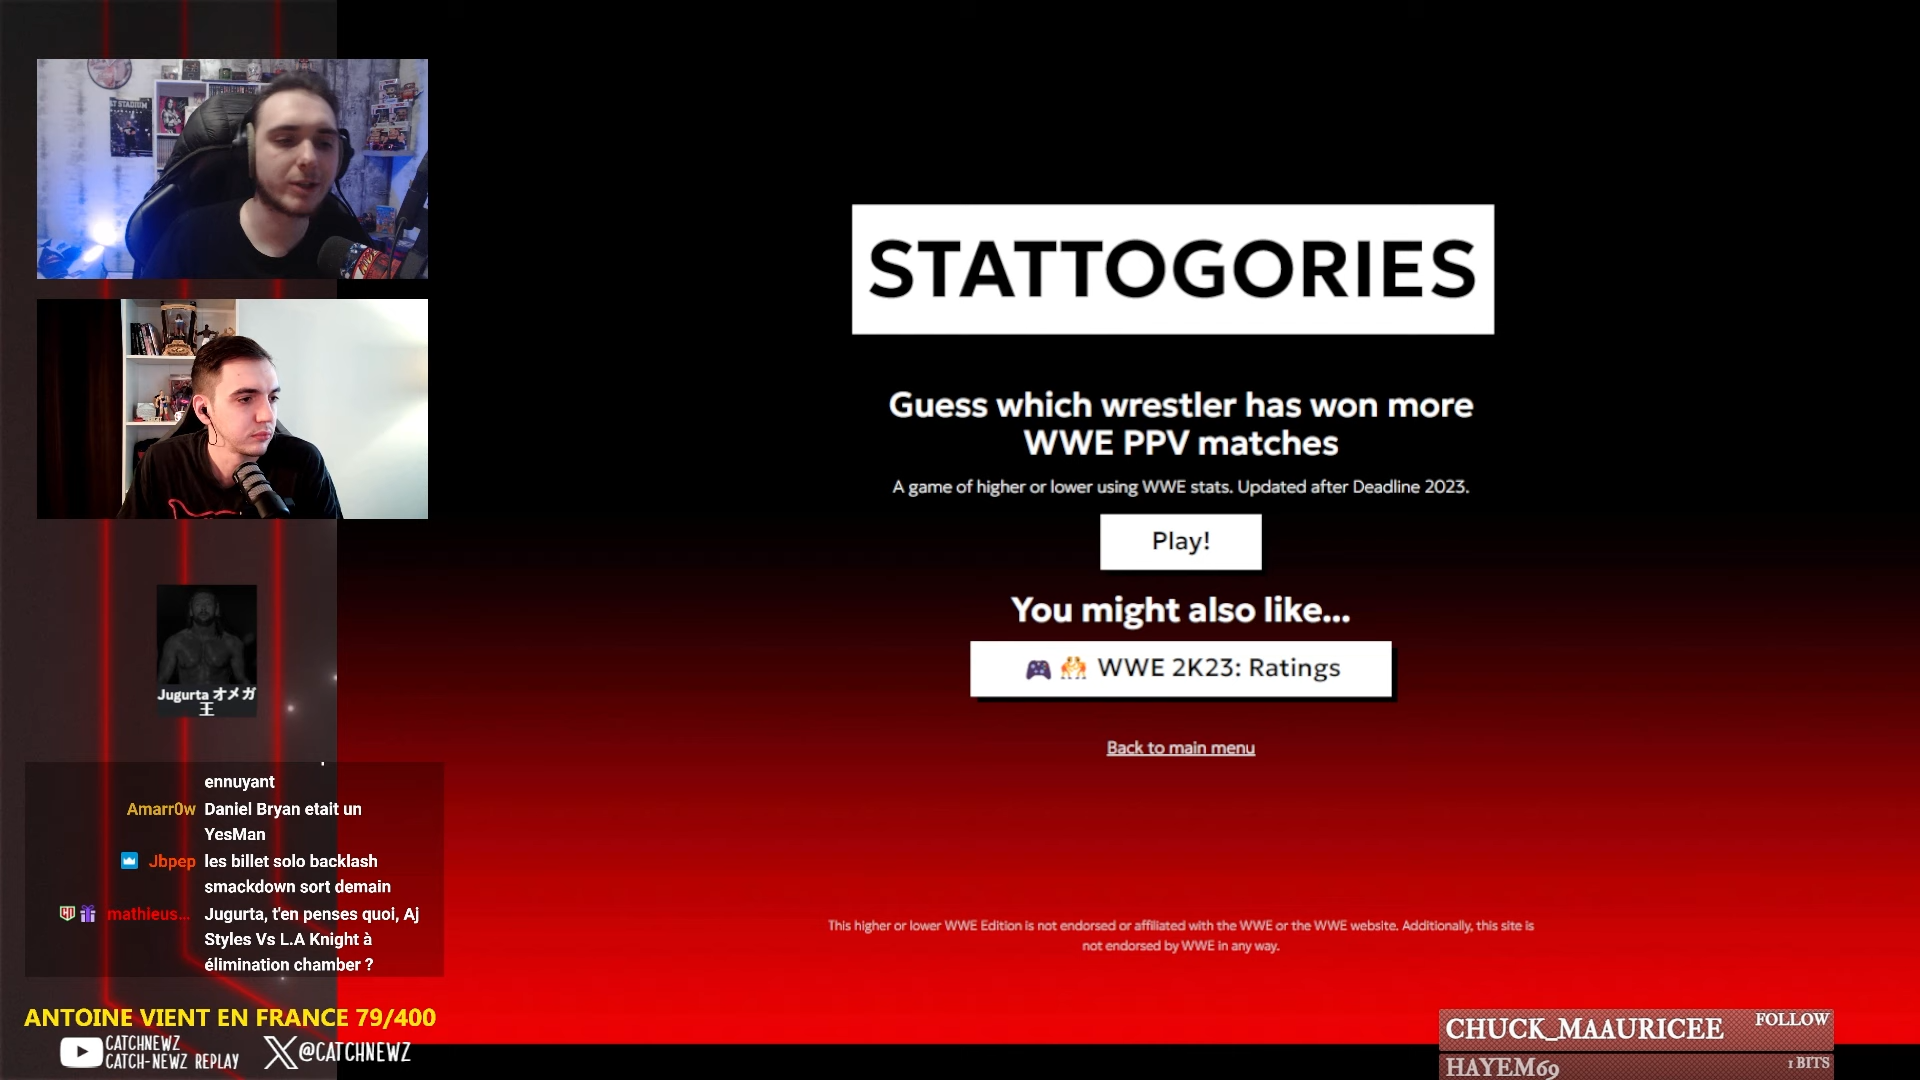 STATTOGORIES
Guess which wrestler has won more
WWE PPV matches
A game of higher or lower using WWE stats. Updated after Deadline 2023.
Play!
You might also like...
WWE 2K23: Ratings
Back to main menu
This higher or lower WWE Edition is not endorsed or affiliated with the WWE or the WWE website. Additionally, this site is
not endorsed by WWE in any way.
Jugurta オメガ
王
ennuyant
Amarr0w Daniel Bryan etait un
YesMan
Jbpep les billet solo backlash
smackdown sort demain
mathieus... Jugurta, t'en penses quoi, Aj
Styles Vs L.A Knight à
élimination chamber ?
ANTOINE VIENT EN FRANCE 79/400
CATCHNEWZ
CATCH-NEWZ REPLAY
@CATCHNEWZ
CHUCK_MAAURICEE FOLLOW
HAYEM69 1 BITS